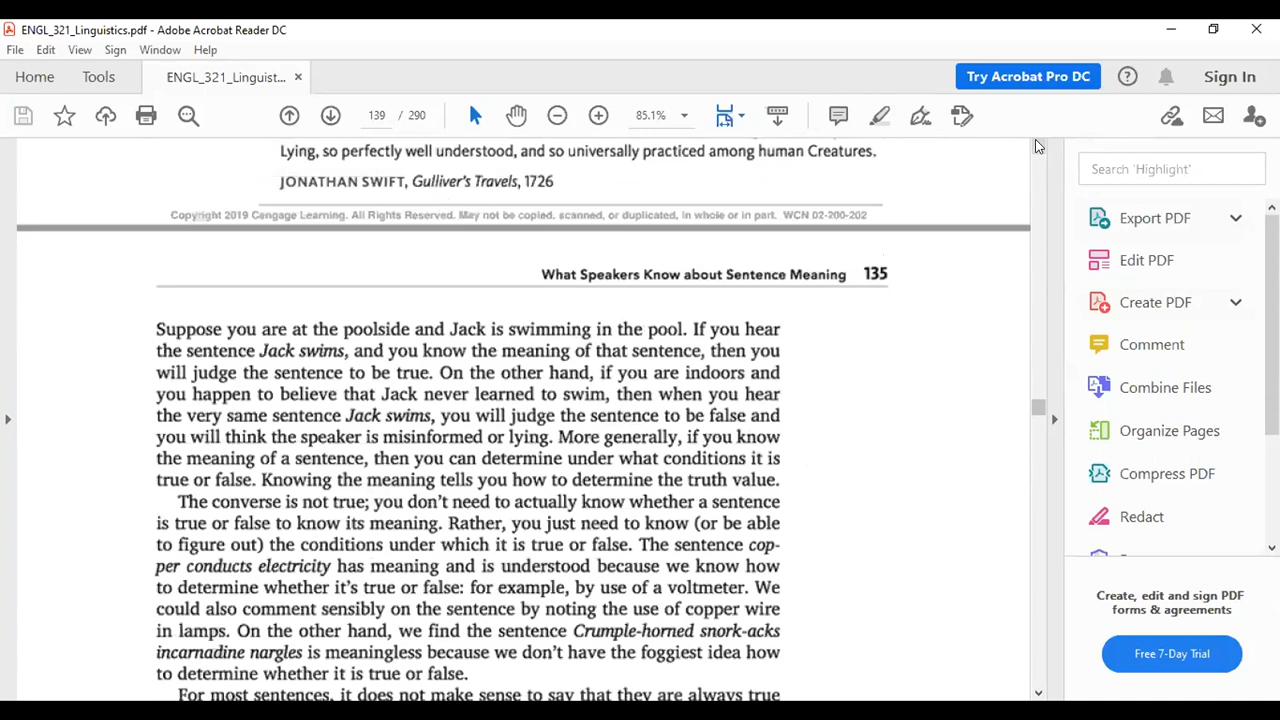 ENGL_321_Linguistics.pdf - Adobe Acrobat Reader DC
File Edit View Sign Window Help
Home Tools ENGL_321_Linguist... × Try Acrobat Pro DC Sign In
139 / 290 85.1%
Lying, so perfectly well understood, and so universally practiced among human Creatures.
JONATHAN SWIFT, Gulliver's Travels, 1726
Copyright 2019 Cengage Learning. All Rights Reserved. May not be copied, scanned, or duplicated, in whole or in part. WCN 02-200-202
What Speakers Know about Sentence Meaning 135
Suppose you are at the poolside and Jack is swimming in the pool. If you hear
the sentence Jack swims, and you know the meaning of that sentence, then you
will judge the sentence to be true. On the other hand, if you are indoors and
you happen to believe that Jack never learned to swim, then when you hear
the very same sentence Jack swims, you will judge the sentence to be false and
you will think the speaker is misinformed or lying. More generally, if you know
the meaning of a sentence, then you can determine under what conditions it is
true or false. Knowing the meaning tells you how to determine the truth value.
The converse is not true; you don't need to actually know whether a sentence
is true or false to know its meaning. Rather, you just need to know (or be able
to figure out) the conditions under which it is true or false. The sentence cop-
per conducts electricity has meaning and is understood because we know how
to determine whether it's true or false: for example, by use of a voltmeter. We
could also comment sensibly on the sentence by noting the use of copper wire
in lamps. On the other hand, we find the sentence Crumple-horned snork-acks
incarnadine nargles is meaningless because we don't have the foggiest idea how
to determine whether it is true or false.
For most sentences, it does not make sense to say that they are always true
Search 'Highlight'
Export PDF
Edit PDF
Create PDF
Comment
Combine Files
Organize Pages
Compress PDF
Redact
Create, edit and sign PDF
forms & agreements
Free 7-Day Trial